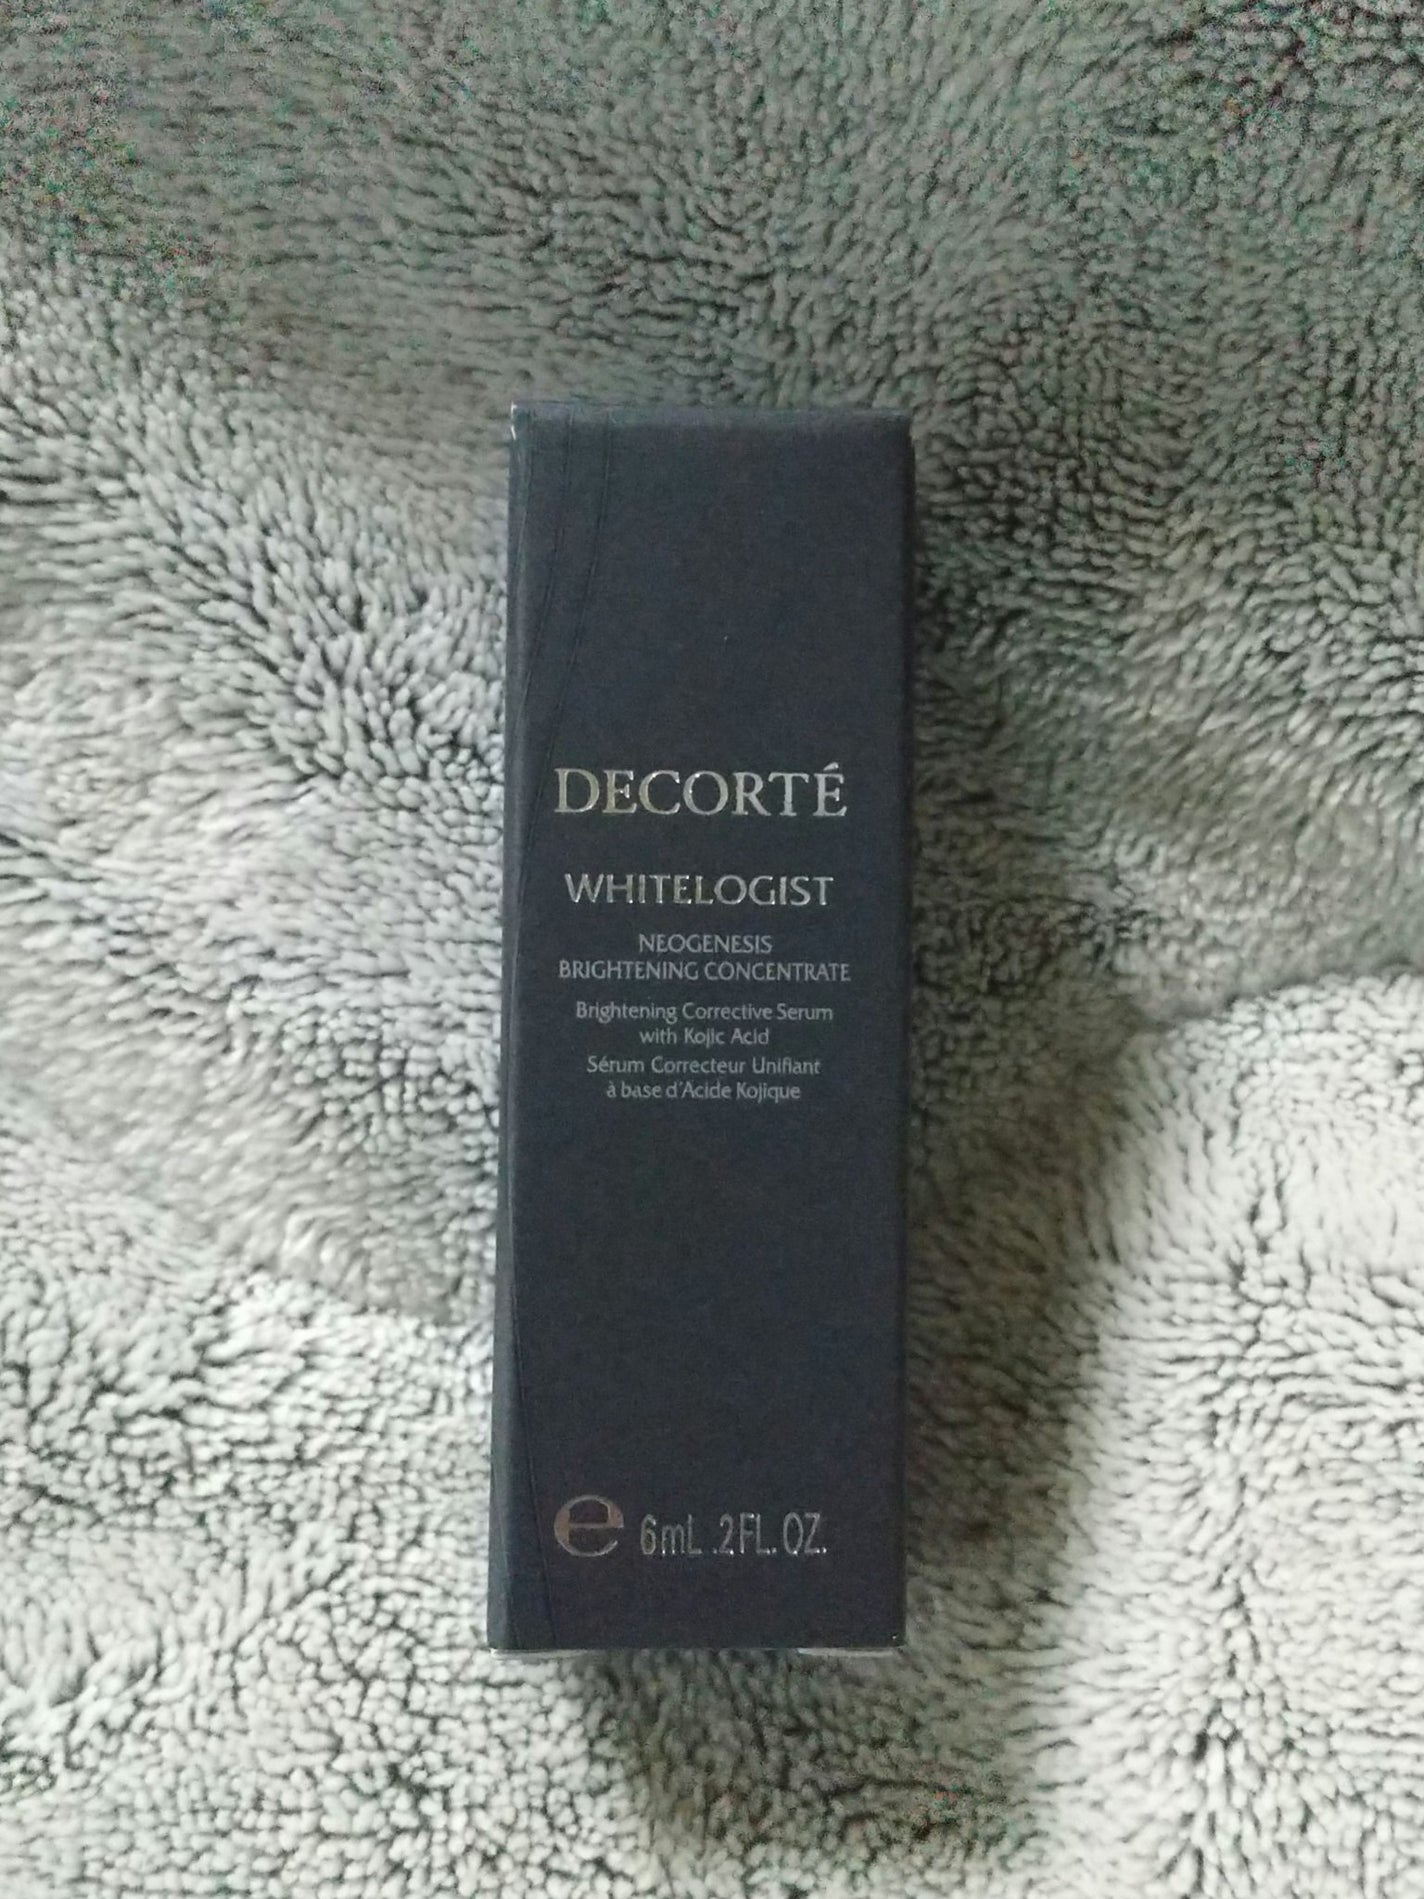 DECORTÉ
WHITELOGIST
NEOGENESIS
BRIGHTENING CONCENTRATE
Brightening Corrective Serum
with Kojic Acid
Sérum Correcteur Unifiant
à base d'Acide Kojique
℮ 6mL .2FL. OZ.